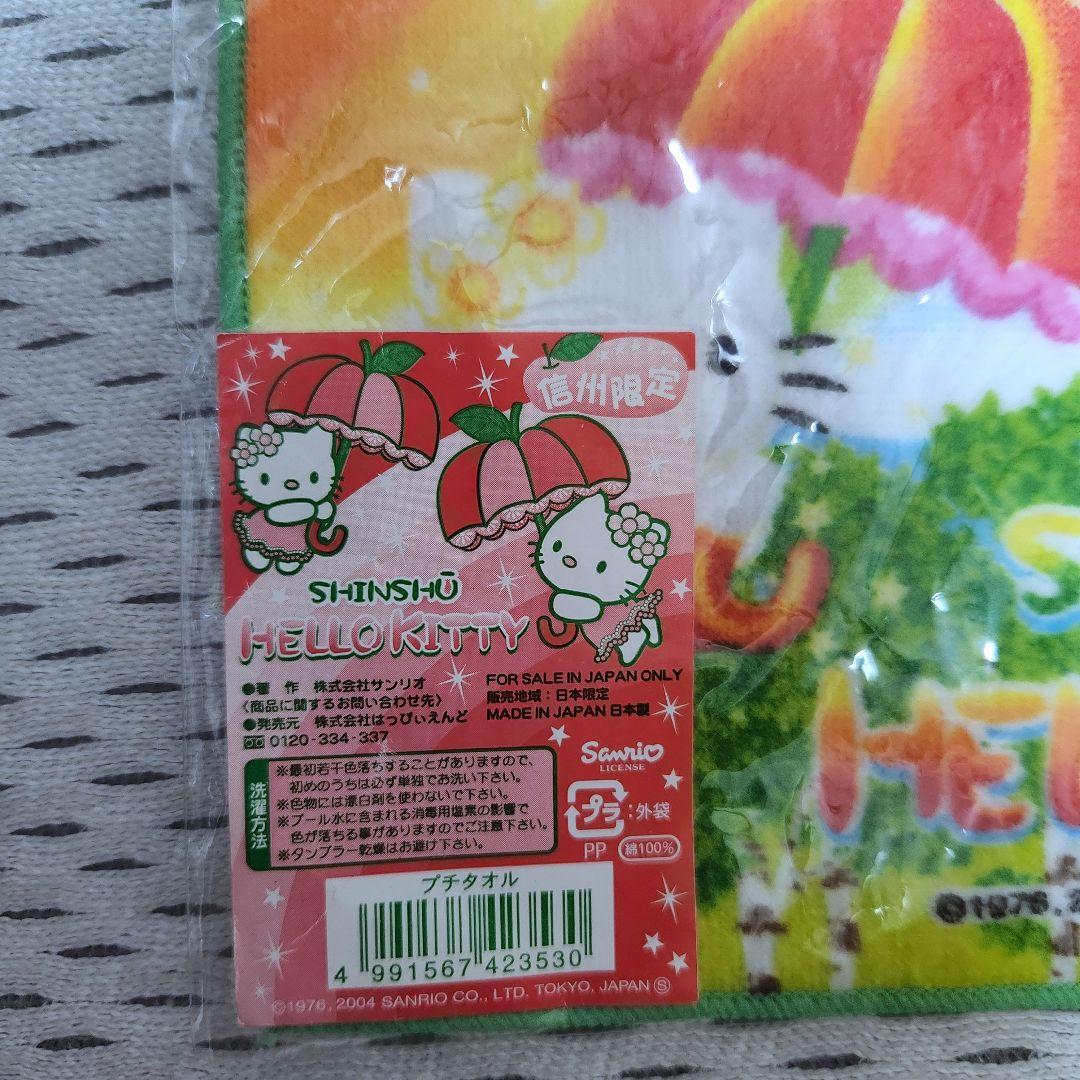 信州限定
SHINSHŪ
HELLO KITTY
●著 作 株式会社サンリオ
〈商品に関するお問い合わせ先〉
●発売元 株式会社はっぴぃえんど
0120-334-337
FOR SALE IN JAPAN ONLY
販売地域:日本限定
MADE IN JAPAN 日本製
Sanrio
LICENSE
洗濯方法
※最初若干色落ちすることがありますので、
初めのうちは必ず単独でお洗い下さい。
※色物には漂白剤を使わないで下さい。
※プール水に含まれる消毒用塩素の影響で
色が落ちる事がありますのでご注意下さい。
※タンブラー乾燥はお避け下さい。
プラ:外袋
PP 綿100%
プチタオル
4 991567 423530
©1976, 2004 SANRIO CO., LTD. TOKYO, JAPAN Ⓢ
S
HEL
©1976, 2